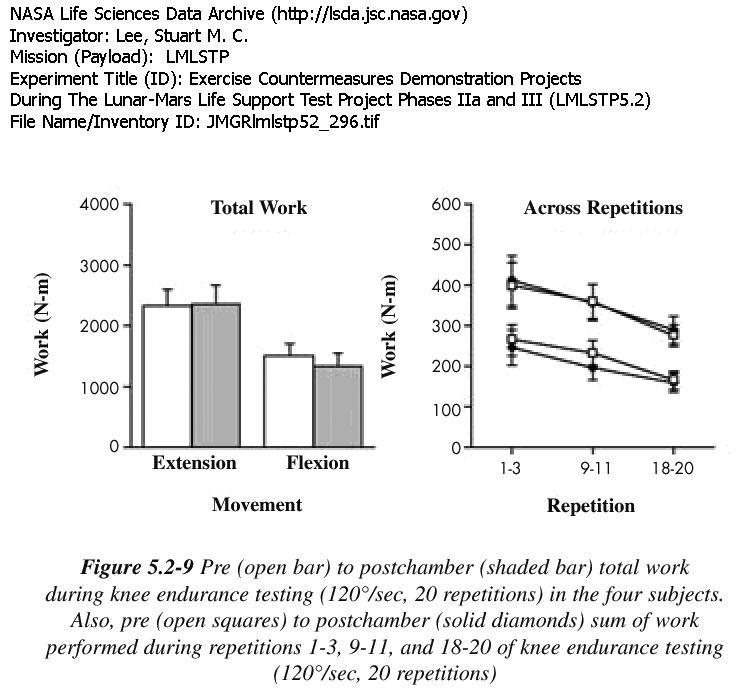 NASA Life Sciences Data Archive (http://lsda.jsc.nasa.gov)
Investigator: Lee, Stuart M. C.
Mission (Payload):  LMLSTP
Experiment Title (ID): Exercise Countermeasures Demonstration Projects
During The Lunar-Mars Life Support Test Project Phases IIa and III (LMLSTP5.2)
File Name/Inventory ID: JMGRlmlstp52_296.tif
Total Work
Work (N-m)
4000
3000
2000
1000
0
Extension Flexion
Movement
Across Repetitions
Work (N-m)
600
500
400
300
200
100
0
1-3 9-11 18-20
Repetition
Figure 5.2-9 Pre (open bar) to postchamber (shaded bar) total work
during knee endurance testing (120°/sec, 20 repetitions) in the four subjects.
Also, pre (open squares) to postchamber (solid diamonds) sum of work
performed during repetitions 1-3, 9-11, and 18-20 of knee endurance testing
(120°/sec, 20 repetitions)